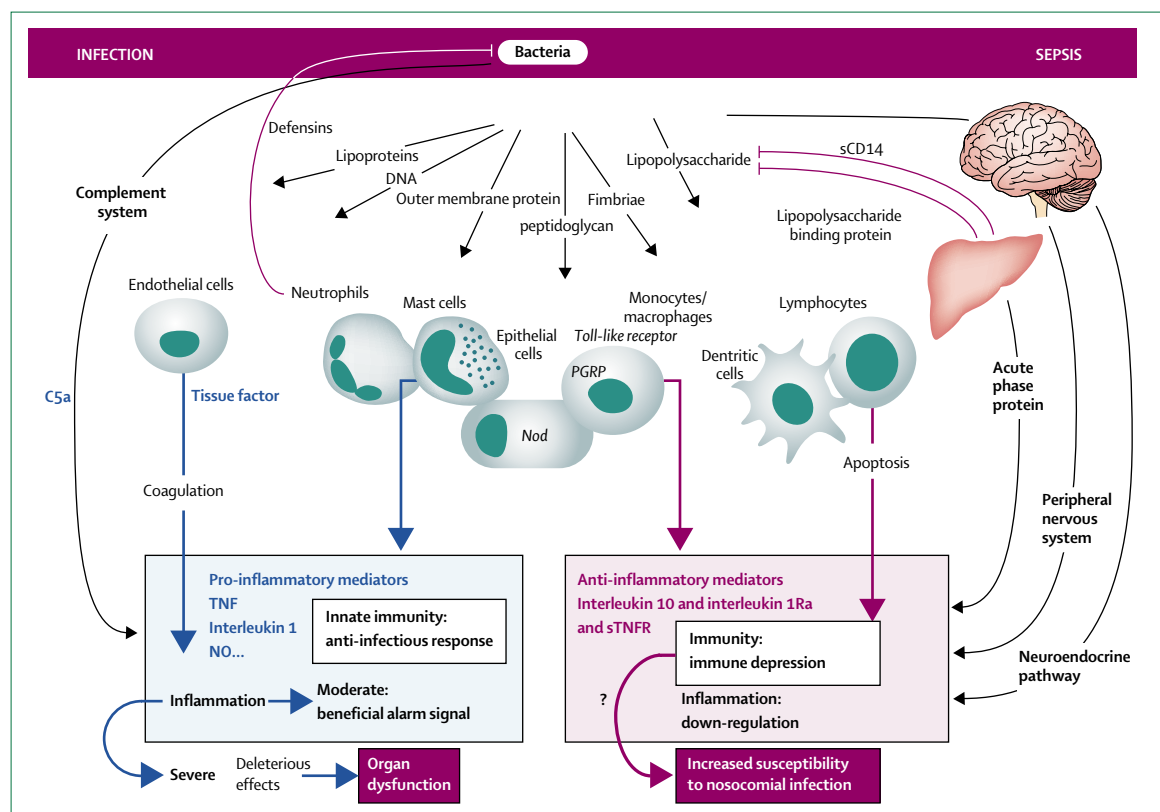 INFECTION
Bacteria
SEPSIS
Defensins
Lipoproteins
DNA
Outer membrane protein
peptidoglycan
Fimbriae
Lipopolysaccharide
sCD14
Lipopolysaccharide
binding protein
Complement
system
Endothelial cells
Neutrophils
Mast cells
Epithelial
cells
Monocytes/
macrophages
Toll-like receptor
PGRP
Nod
Lymphocytes
Dentritic
cells
C5a
Tissue factor
Acute
phase
protein
Coagulation
Apoptosis
Peripheral
nervous
system
Neuroendocrine
pathway
Pro-inflammatory mediators
TNF
Interleukin 1
NO...
Innate immunity:
anti-infectious response
Inflammation
Moderate:
beneficial alarm signal
Severe
Deleterious
effects
Organ
dysfunction
Anti-inflammatory mediators
Interleukin 10 and interleukin 1Ra
and sTNFR
Immunity:
immune depression
?
Inflammation:
down-regulation
Increased susceptibility
to nosocomial infection